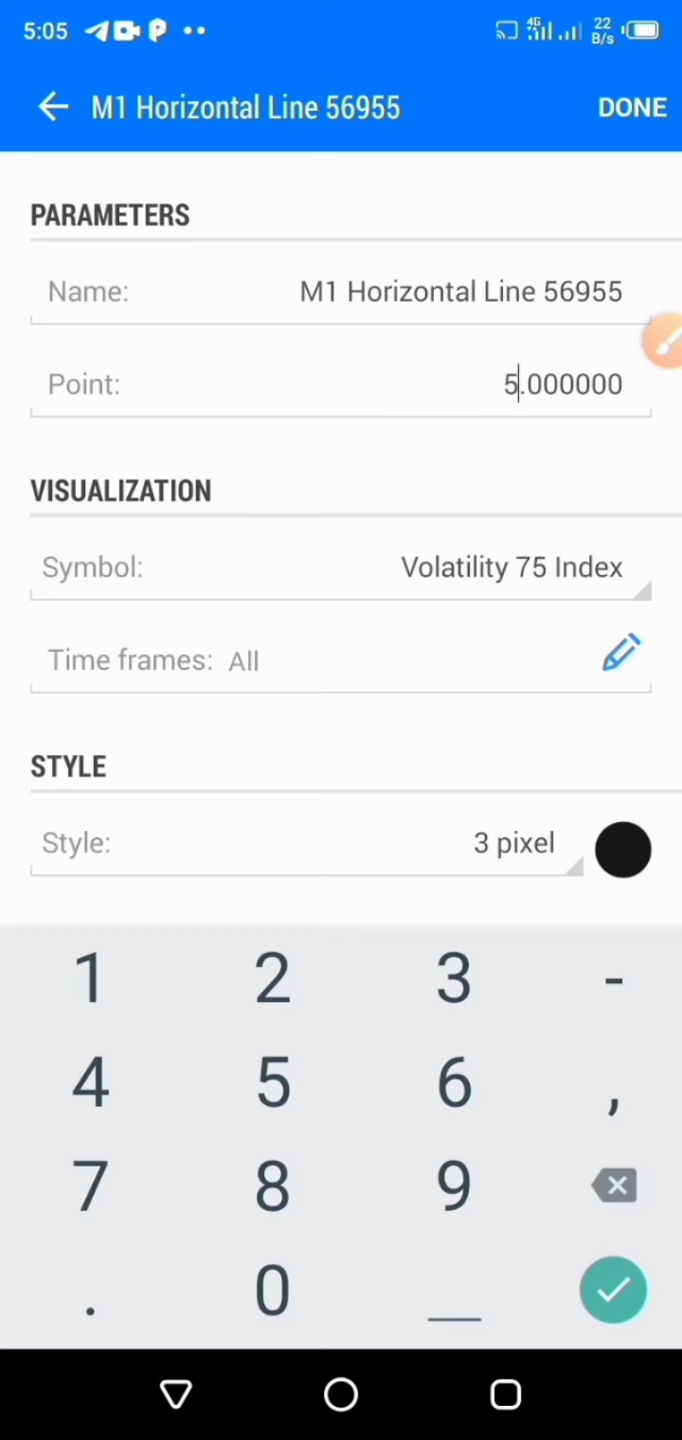 5:05 4G 22 B/s
M1 Horizontal Line 56955 DONE
PARAMETERS
Name: M1 Horizontal Line 56955
Point: 5.000000
VISUALIZATION
Symbol: Volatility 75 Index
Time frames: All
STYLE
Style: 3 pixel
1 2 3 -
4 5 6 ,
7 8 9
. 0 _